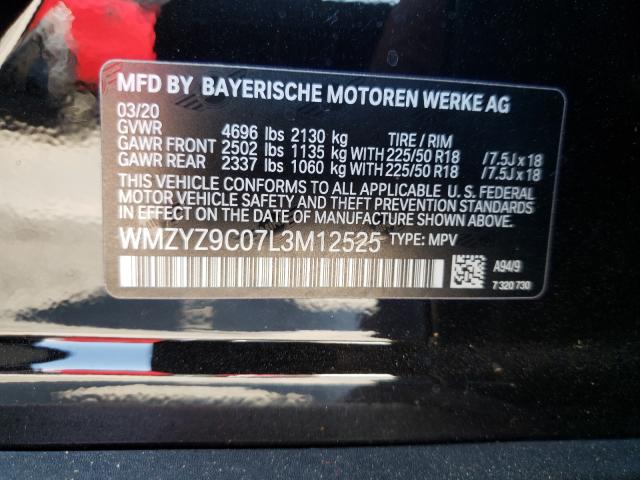 MFD BY BAYERISCHE MOTOREN WERKE AG
03/20
GVWR 4696 lbs 2130 kg TIRE / RIM
GAWR FRONT 2502 lbs 1135 kg WITH 225/50 R18 /7.5J x 18
GAWR REAR 2337 lbs 1060 kg WITH 225/50 R18 /7.5J x 18
THIS VEHICLE CONFORMS TO ALL APPLICABLE U. S. FEDERAL
MOTOR VEHICLE SAFETY AND THEFT PREVENTION STANDARDS
IN EFFECT ON THE DATE OF MANUFACTURE SHOWN ABOVE.
WMZYZ9C07L3M12525 TYPE: MPV
A94/9
7 320 730